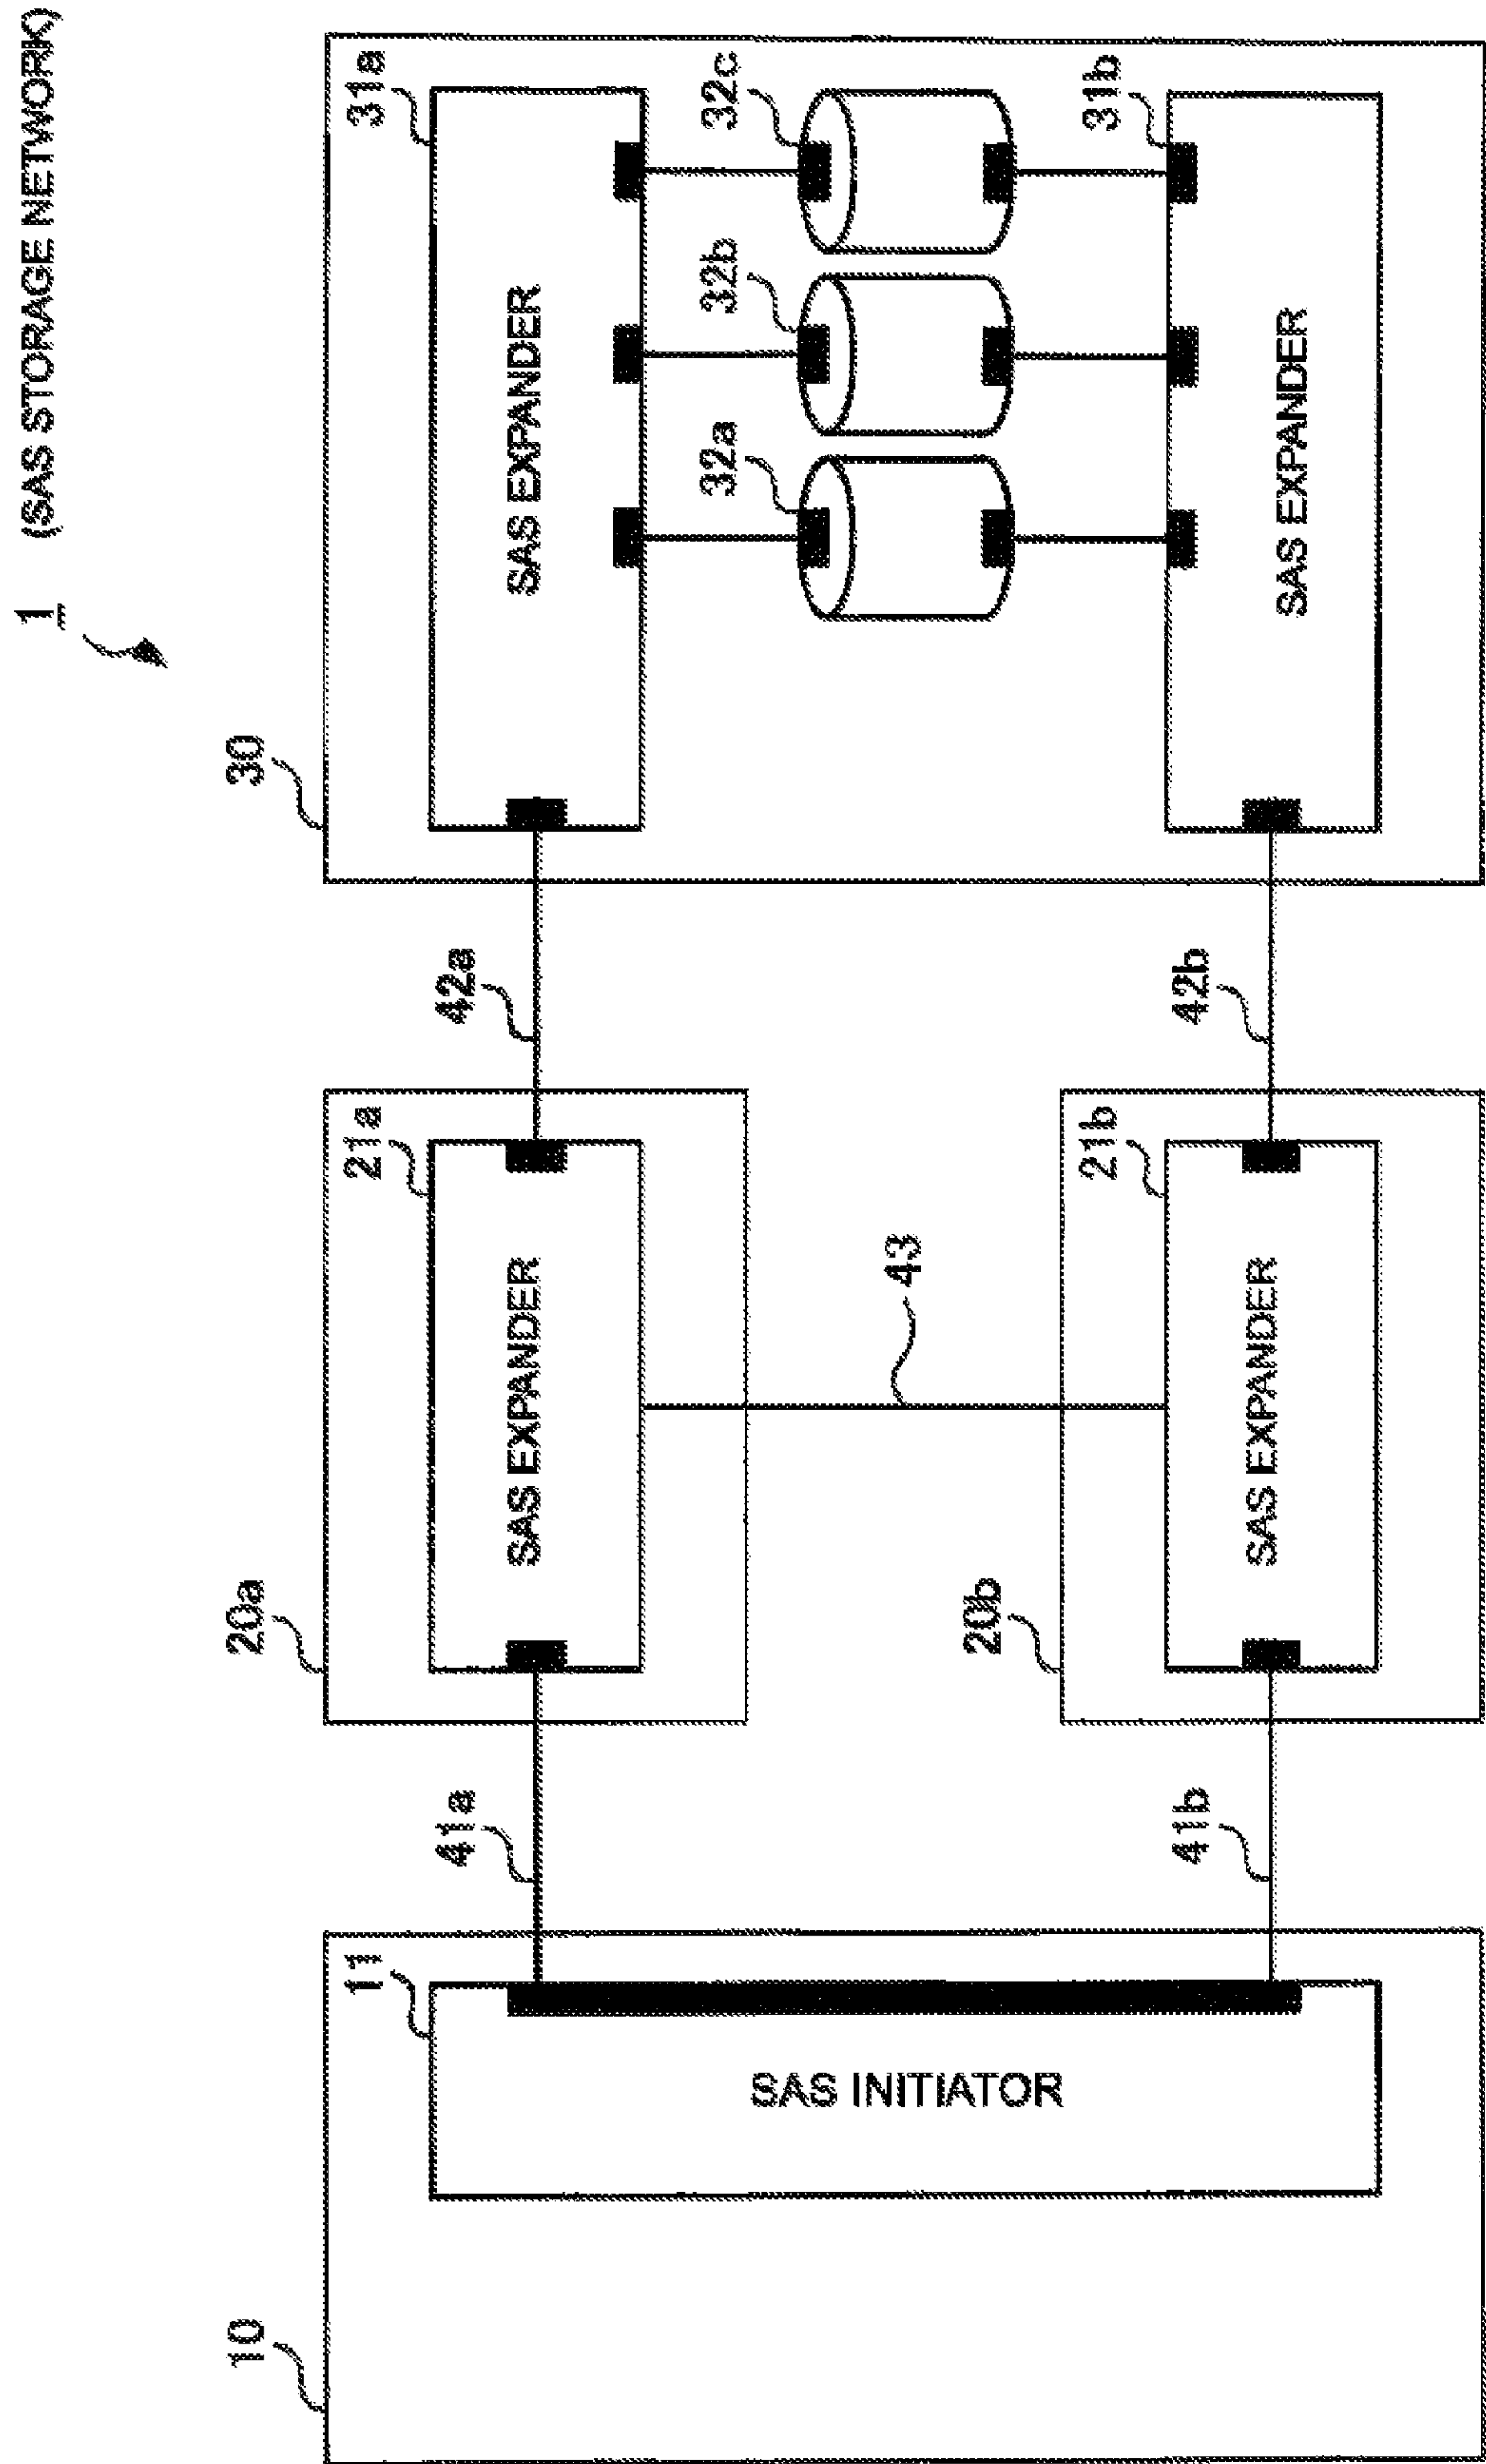 1 (SAS STORAGE NETWORK)
10
11
SAS INITIATOR
41a
41b
20a
21a
SAS EXPANDER
43
20b
21b
SAS EXPANDER
42a
42b
30
31a
SAS EXPANDER
32a
32b
32c
31b
SAS EXPANDER